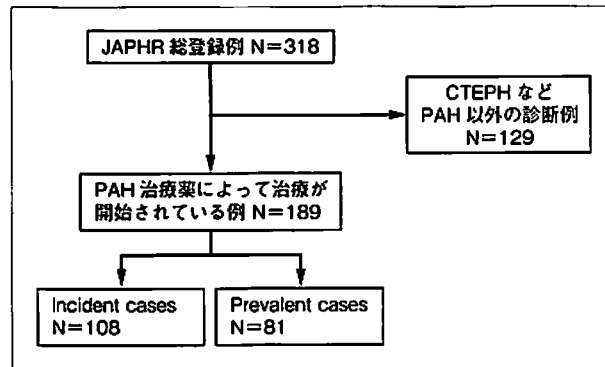 JAPHR 総登録例 N=318
CTEPH など
PAH 以外の診断例
N=129
PAH 治療薬によって治療が
開始されている例 N=189
Incident cases
N=108
Prevalent cases
N=81